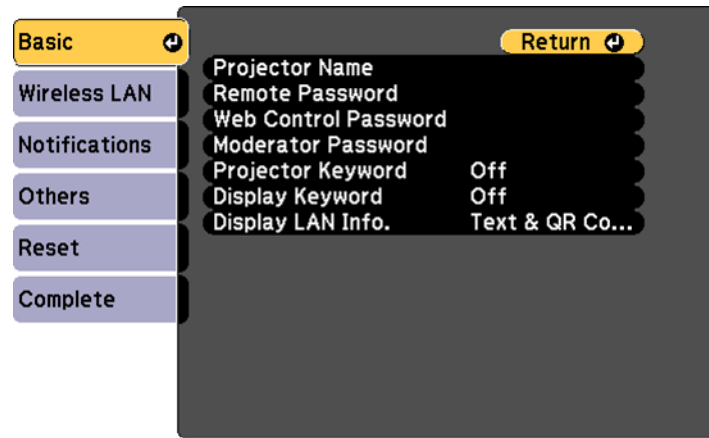 Basic
Wireless LAN
Notifications
Others
Reset
Complete
Return
Projector Name
Remote Password
Web Control Password
Moderator Password
Projector Keyword Off
Display Keyword Off
Display LAN Info. Text & QR Co...